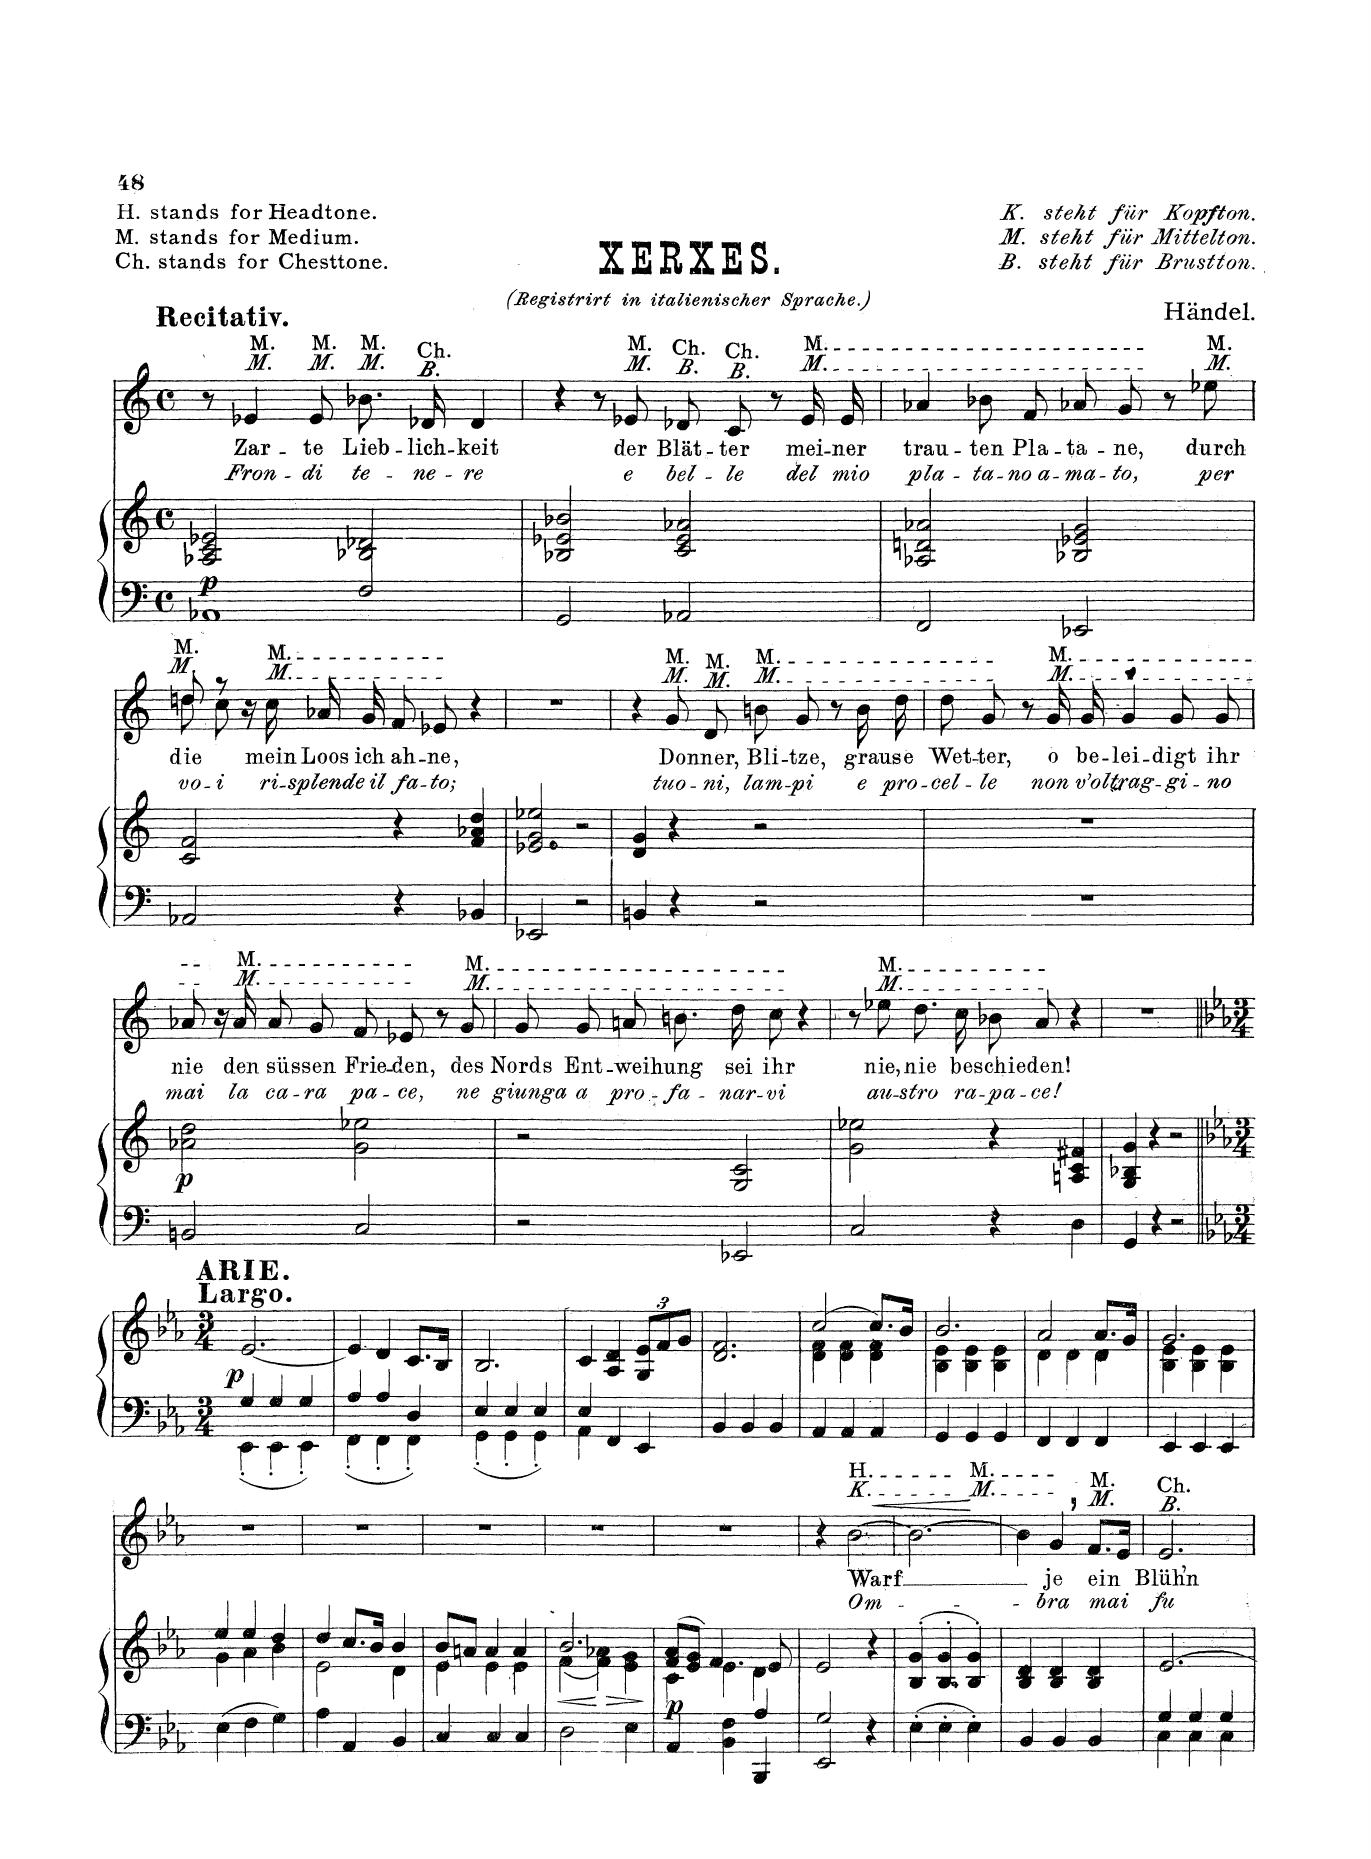 48
H. stands for Headtone.
M. stands for Medium.
Ch. stands for Chesttone.
K. steht für Kopfton.
M. steht für Mittelton.
B. steht für Brustton.
XERXES.
(Registrirt in italienischer Sprache.)
Recitativ.
Händel.
M. M. M. Ch. M. Ch. Ch. M. M.
M. M. M. B. M. B. B. M. M.
Zar - te Lieb - lich - keit der Blät - ter mei - ner trau - ten Pla - ta - ne, durch
Fron - di te - ne - re e bel - le del mio pla - ta - no a - ma - to, per
p
M. M. M. M. M. M.
M. M. M. M. M. M.
die mein Loos ich ah - ne, Donner, Bli - tze, grause Wet - ter, o be - lei - digt ihr
vo - i ri - splende il fa - to; tuo - ni, lam - pi e pro - cel - le non v'oltrag - gi - no
M. M. M.
M. M. M.
nie den süssen Frie - den, des Nords Ent - weihung sei ihr nie, nie beschieden!
mai la ca - ra pa - ce, ne giunga a pro - fa - nar - vi au - stro ra - pa - ce!
p
ARIE.
Largo.
3
p
H. M. M. Ch.
K. M. M. B.
Warf je ein Blüh'n
Om - - - bra mai fu
p